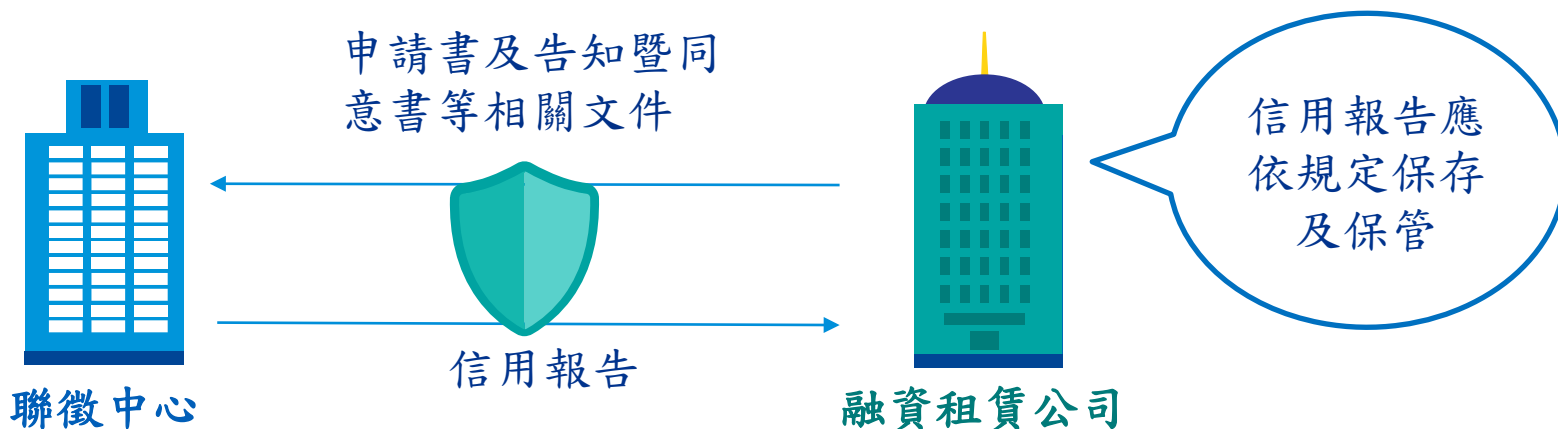 申請書及告知暨同
意書等相關文件
信用報告應
依規定保存
及保管
信用報告
聯徵中心
融資租賃公司